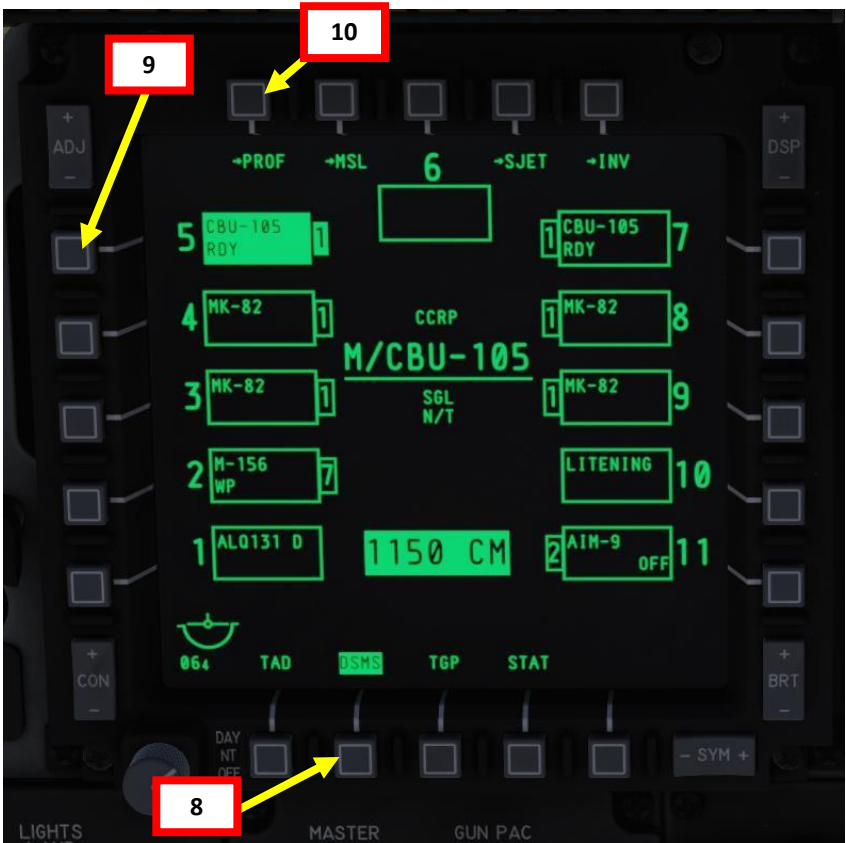 10
9
+
ADJ
-
+
DSP
-
→PROF →MSL 6 →SJET →INV
5 CBU-105 1
RDY
1 CBU-105 7
RDY
4 MK-82 1
CCRP
1 MK-82 8
M/CBU-105
3 MK-82 1
SGL
N/T
1 MK-82 9
2 M-156 7
WP
LITENING 10
1 ALQ131 D
1150 CM
2 AIM-9 11
OFF
064 TAD DSMS TGP STAT
+
CON
-
+
BRT
-
DAY
NT
OFF
- SYM +
8
LIGHTS
MASTER GUN PAC